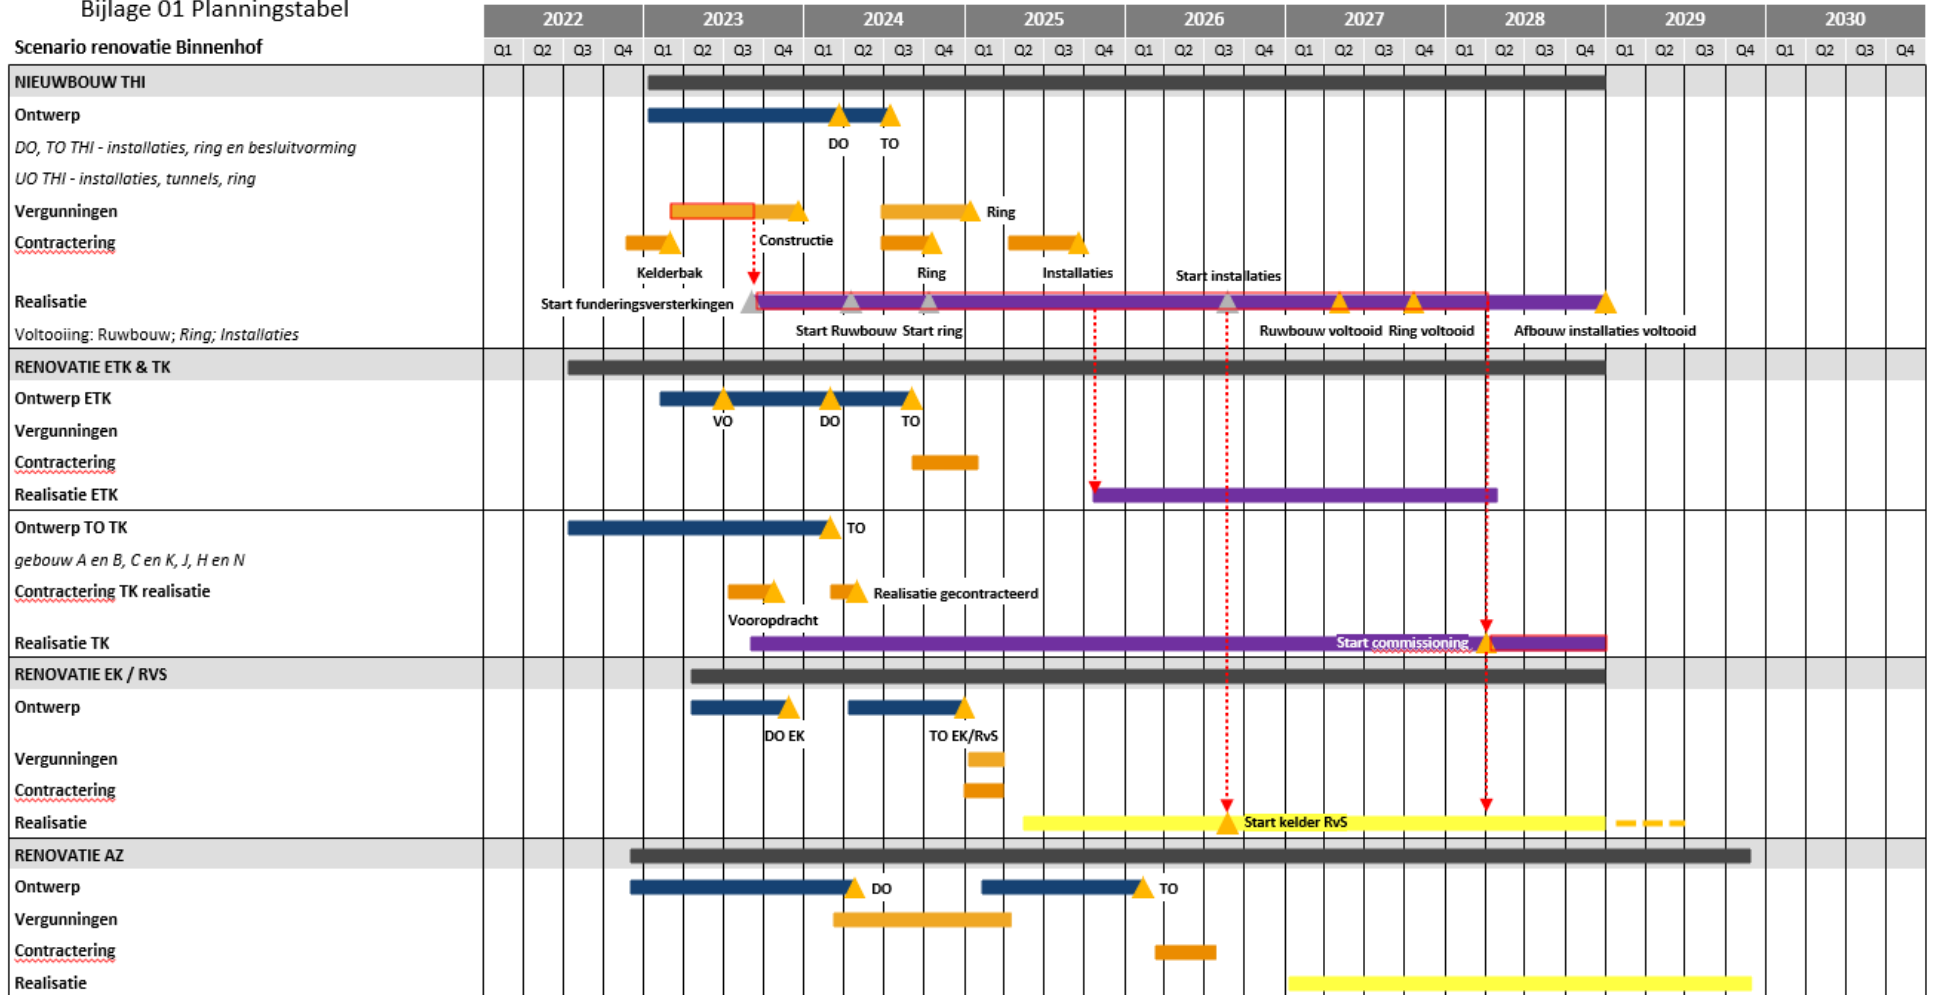 Bijlage 01 Planningstabel
2022 2023 2024 2025 2026 2027 2028 2029 2030
Scenario renovatie Binnenhof Q1 Q2 Q3 Q4 Q1 Q2 Q3 Q4 Q1 Q2 Q3 Q4 Q1 Q2 Q3 Q4 Q1 Q2 Q3 Q4 Q1 Q2 Q3 Q4 Q1 Q2 Q3 Q4 Q1 Q2 Q3 Q4 Q1 Q2 Q3 Q4
NIEUWBOUW THI
Ontwerp
DO, TO THI - installaties, ring en besluitvorming DO TO
UO THI - installaties, tunnels, ring
Vergunningen Ring
Contractering Constructie
Kelderbak Ring Installaties Start installaties
Realisatie Start funderingsversterkingen
Voltooiing: Ruwbouw; Ring; Installaties Start Ruwbouw Start ring Ruwbouw voltooid Ring voltooid Afbouw installaties voltooid
RENOVATIE ETK & TK
Ontwerp ETK
VO DO TO
Vergunningen
Contractering
Realisatie ETK
Ontwerp TO TK TO
gebouw A en B, C en K, J, H en N
Contractering TK realisatie Realisatie gecontracteerd
Vooropdracht
Realisatie TK Start commissioning
RENOVATIE EK / RVS
Ontwerp
DO EK TO EK/RvS
Vergunningen
Contractering
Realisatie Start kelder RvS
RENOVATIE AZ
Ontwerp DO TO
Vergunningen
Contractering
Realisatie